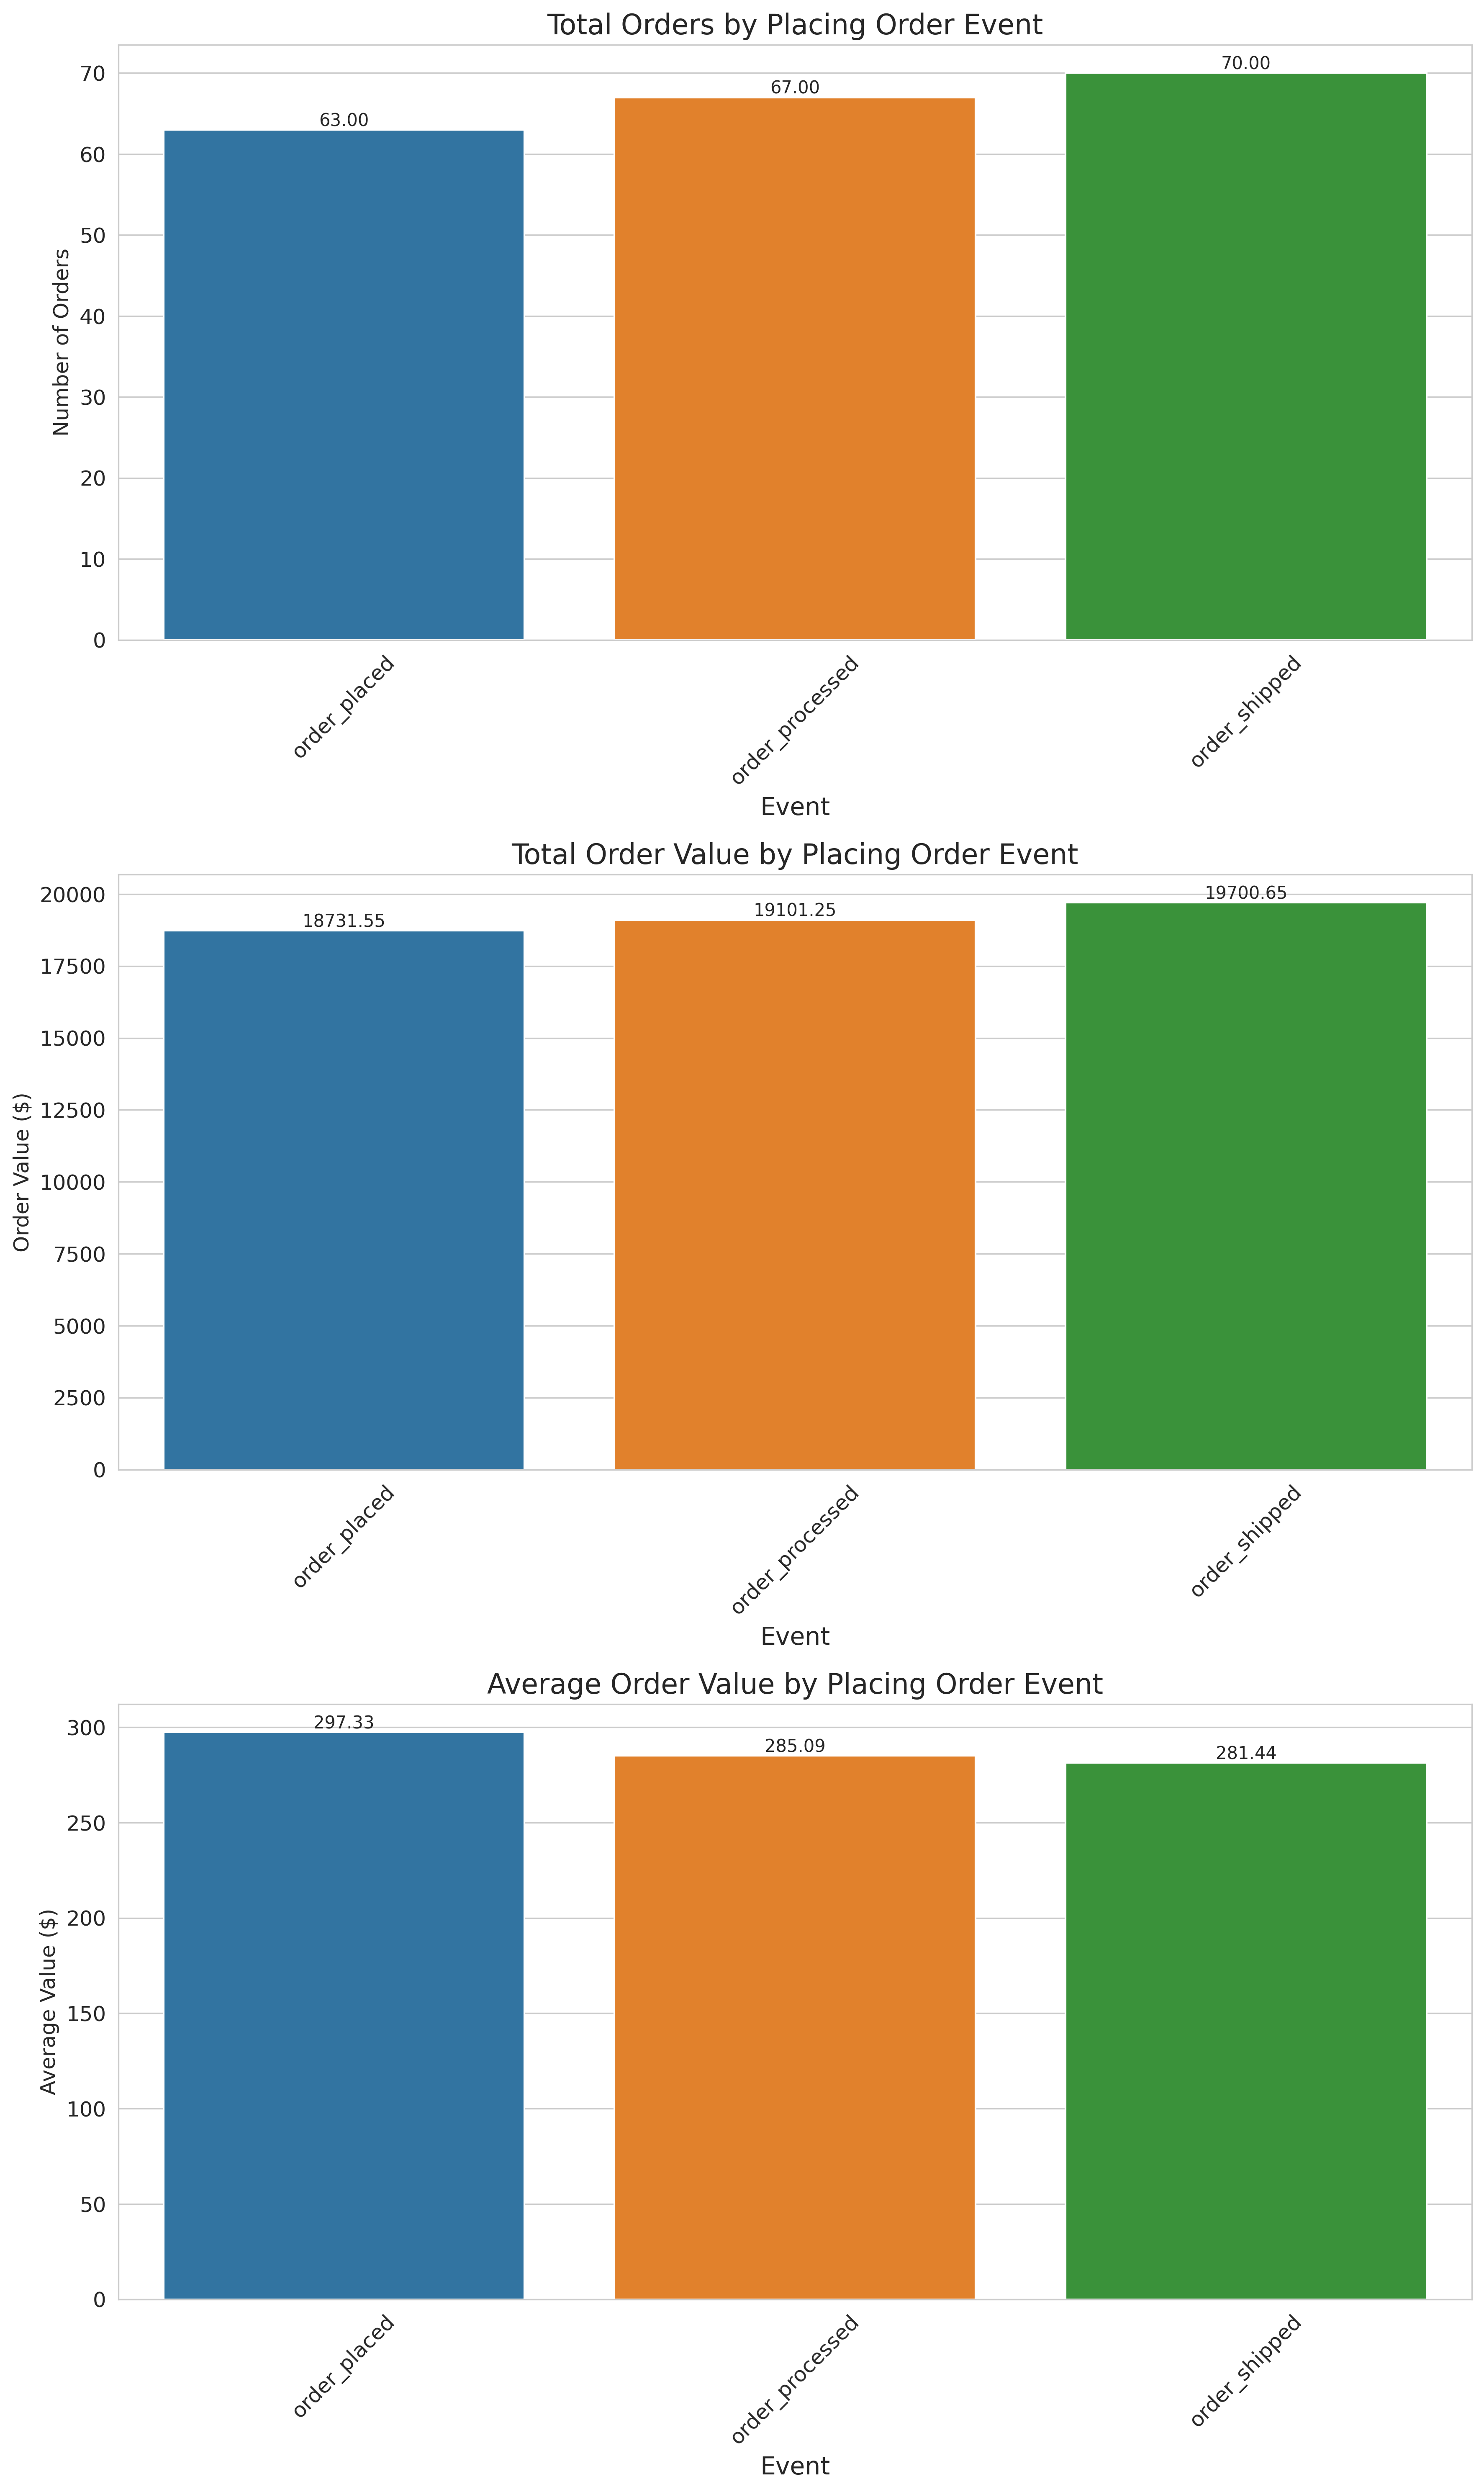 Total Orders by Placing Order Event
70.00
67.00
63.00
70
60
50
40
30
20
10
0
Number of Orders
order_placed
order_processed
order_shipped
Event
Total Order Value by Placing Order Event
19700.65
19101.25
18731.55
20000
17500
15000
12500
10000
7500
5000
2500
0
Order Value ($)
order_placed
order_processed
order_shipped
Event
Average Order Value by Placing Order Event
297.33
285.09
281.44
300
250
200
150
100
50
0
Average Value ($)
order_placed
order_processed
order_shipped
Event